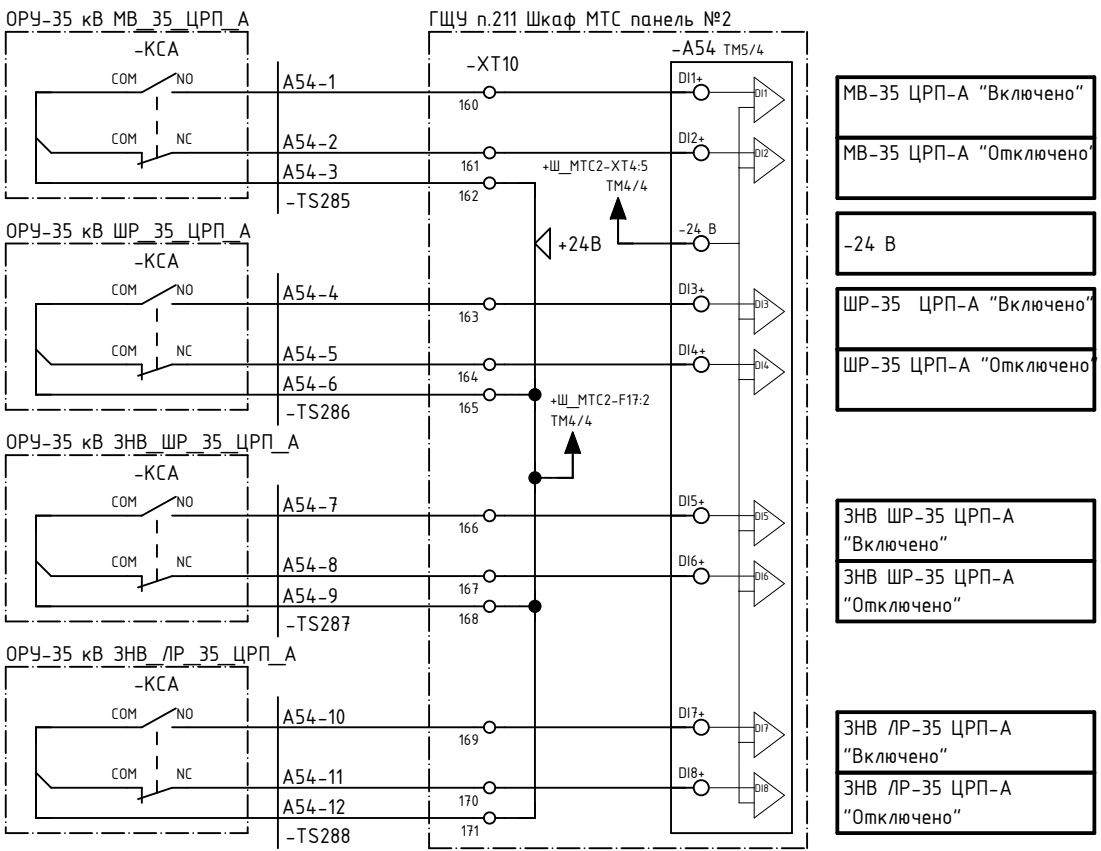 ОРУ-35 кВ МВ_35_ЦРП_А
ГЩУ п.211 Шкаф МТС панель №2
-КСА
-XT10
-A54 TM5/4
COM
NO
A54-1
160
DI1+
DI1
МВ-35 ЦРП-А "Включено"
COM
NC
A54-2
161
DI2+
DI2
МВ-35 ЦРП-А "Отключено"
A54-3
162
-TS285
+Ш_МТС2-XT4:5
TM4/4
ОРУ-35 кВ ШР_35_ЦРП_А
+24В
-24 В
-24 В
-КСА
COM
NO
A54-4
163
DI3+
DI3
ШР-35 ЦРП-А "Включено"
COM
NC
A54-5
164
DI4+
DI4
ШР-35 ЦРП-А "Отключено"
A54-6
165
-TS286
+Ш_МТС2-F17:2
TM4/4
ОРУ-35 кВ ЗНВ_ШР_35_ЦРП_А
-КСА
COM
NO
A54-7
166
DI5+
DI5
ЗНВ ШР-35 ЦРП-А
"Включено"
COM
NC
A54-8
167
DI6+
DI6
ЗНВ ШР-35 ЦРП-А
"Отключено"
A54-9
168
-TS287
ОРУ-35 кВ ЗНВ_ЛР_35_ЦРП_А
-КСА
COM
NO
A54-10
169
DI7+
DI7
ЗНВ ЛР-35 ЦРП-А
"Включено"
COM
NC
A54-11
170
DI8+
DI8
ЗНВ ЛР-35 ЦРП-А
"Отключено"
A54-12
171
-TS288